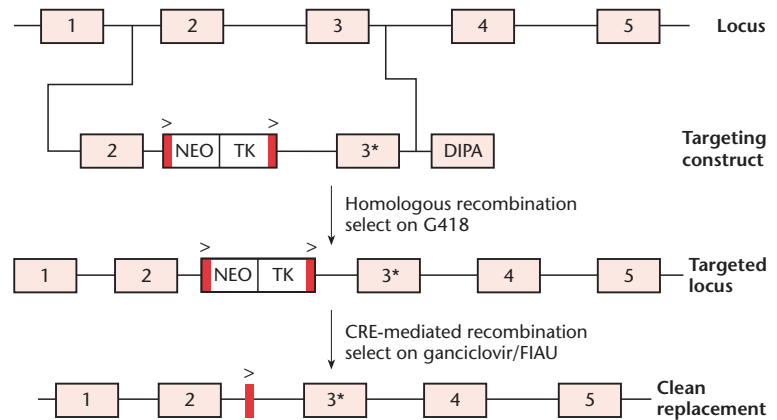 1 2 3 4 5 Locus
> >
2 NEO TK 3* DIPA Targeting construct
Homologous recombination
select on G418
> >
1 2 NEO TK 3* 4 5 Targeted locus
CRE-mediated recombination
select on ganciclovir/FIAU
>
1 2 3* 4 5 Clean replacement